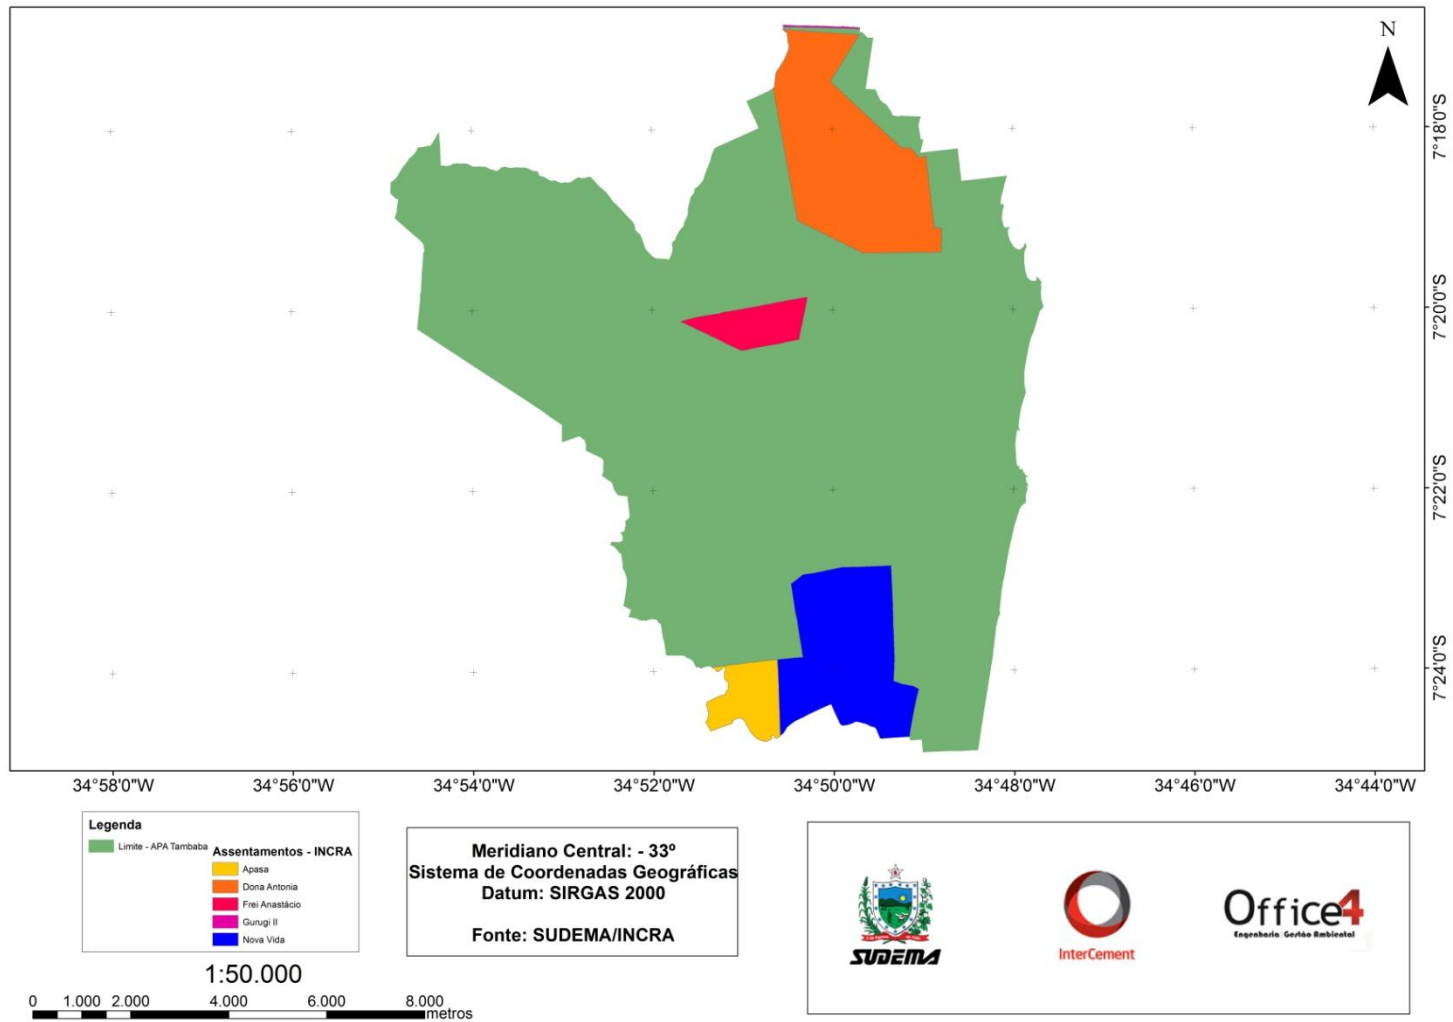 N
7°18'0"S
7°20'0"S
7°22'0"S
7°24'0"S
34°58'0"W 34°56'0"W 34°54'0"W 34°52'0"W 34°50'0"W 34°48'0"W 34°46'0"W 34°44'0"W
Legenda
Limite - APA Tambaba
Assentamentos - INCRA
Apasa
Dona Antonia
Frei Anastácio
Gurugi II
Nova Vida
1:50.000
0 1.000 2.000 4.000 6.000 8.000
metros
Meridiano Central: - 33º
Sistema de Coordenadas Geográficas
Datum: SIRGAS 2000
Fonte: SUDEMA/INCRA
SUDEMA
InterCement
Office4
Engenharia Gestão Ambiental